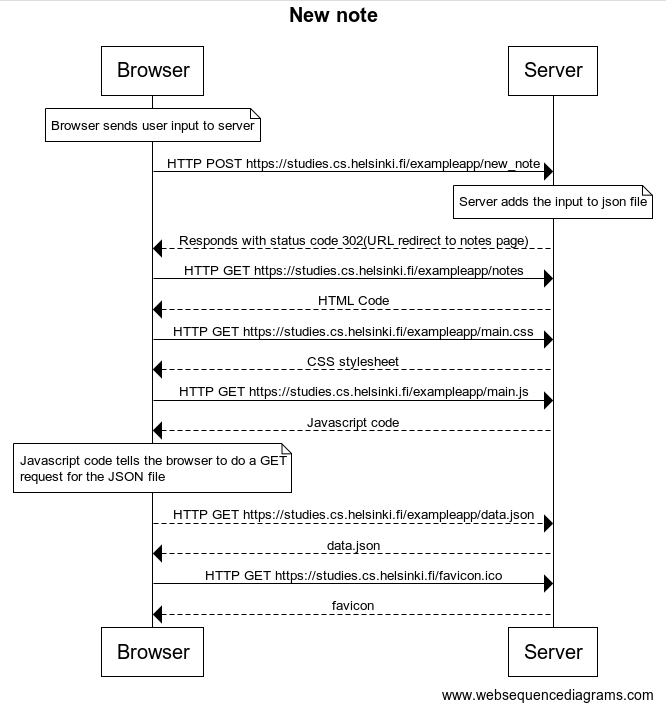 New note
Browser
Server
Browser sends user input to server
HTTP POST https://studies.cs.helsinki.fi/exampleapp/new_note
Server adds the input to json file
Responds with status code 302(URL redirect to notes page)
HTTP GET https://studies.cs.helsinki.fi/exampleapp/notes
HTML Code
HTTP GET https://studies.cs.helsinki.fi/exampleapp/main.css
CSS stylesheet
HTTP GET https://studies.cs.helsinki.fi/exampleapp/main.js
Javascript code
Javascript code tells the browser to do a GET
request for the JSON file
HTTP GET https://studies.cs.helsinki.fi/exampleapp/data.json
data.json
HTTP GET https://studies.cs.helsinki.fi/favicon.ico
favicon
Browser
Server
www.websequencediagrams.com